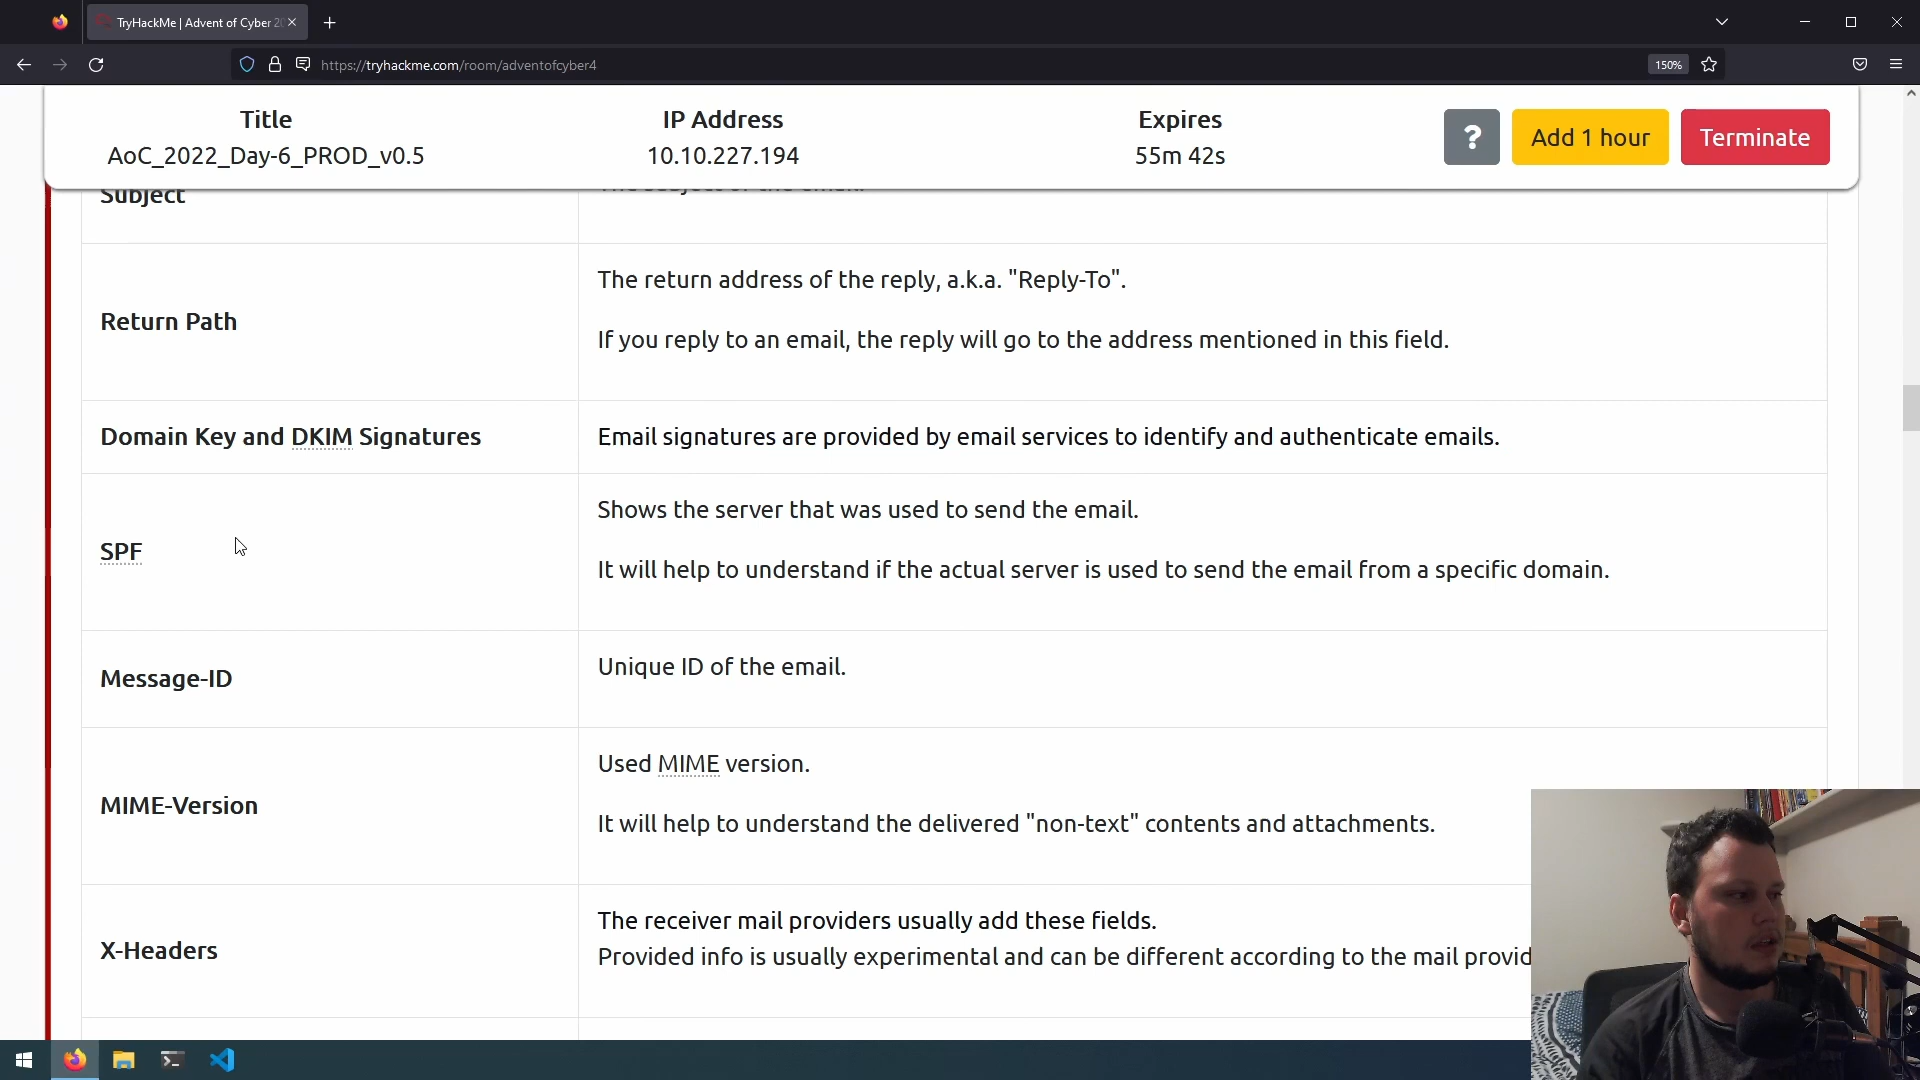 TryHackMe | Advent of Cyber 20
https://tryhackme.com/room/adventofcyber4
150%
Title
IP Address
Expires
AoC_2022_Day-6_PROD_v0.5
10.10.227.194
55m 42s
?
Add 1 hour
Terminate
Subject
The subject of the email.
Return Path
The return address of the reply, a.k.a. "Reply-To".
If you reply to an email, the reply will go to the address mentioned in this field.
Domain Key and DKIM Signatures
Email signatures are provided by email services to identify and authenticate emails.
SPF
Shows the server that was used to send the email.
It will help to understand if the actual server is used to send the email from a specific domain.
Message-ID
Unique ID of the email.
MIME-Version
Used MIME version.
It will help to understand the delivered "non-text" contents and attachments.
X-Headers
The receiver mail providers usually add these fields.
Provided info is usually experimental and can be different according to the mail provid